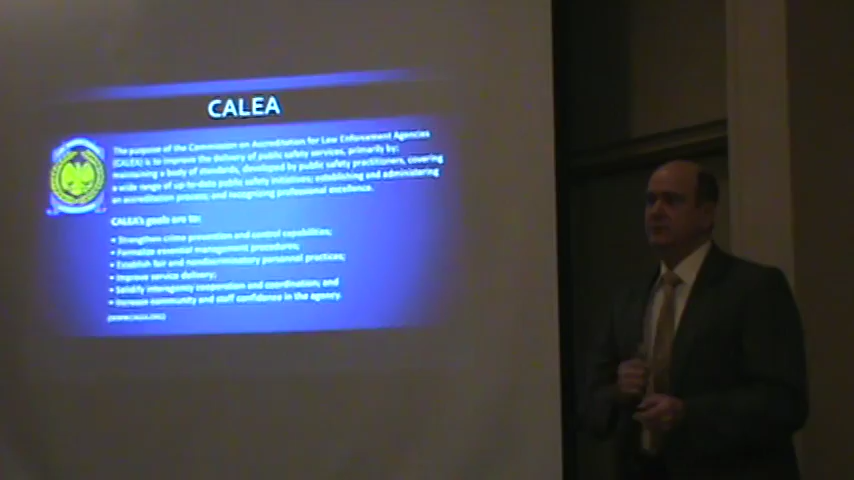 CALEA
The purpose of the Commission on Accreditation for Law Enforcement Agencies
(CALEA) is to improve the delivery of public safety services, primarily by:
maintaining a body of standards, developed by public safety practitioners, covering
a wide range of up-to-date public safety initiatives; establishing and administering
an accreditation process; and recognizing professional excellence.
CALEA's goals are to:
• Strengthen crime prevention and control capabilities;
• Formalize essential management procedures;
• Establish fair and nondiscriminatory personnel practices;
• Improve service delivery;
• Solidify interagency cooperation and coordination; and
• Increase community and staff confidence in the agency.
(WWW.CALEA.ORG)